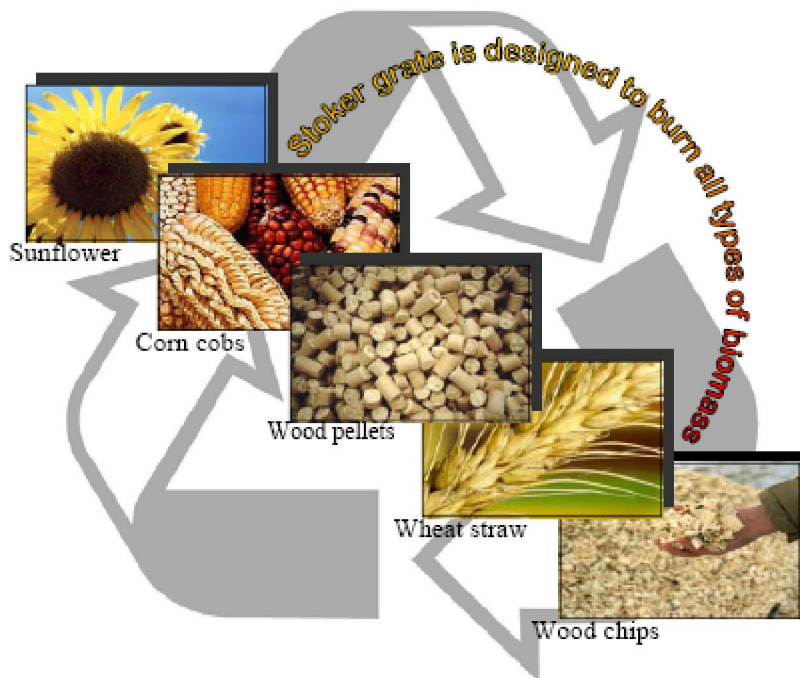 Stoker grate is designed to burn all types of biomass
Sunflower
Corn cobs
Wood pellets
Wheat straw
Wood chips